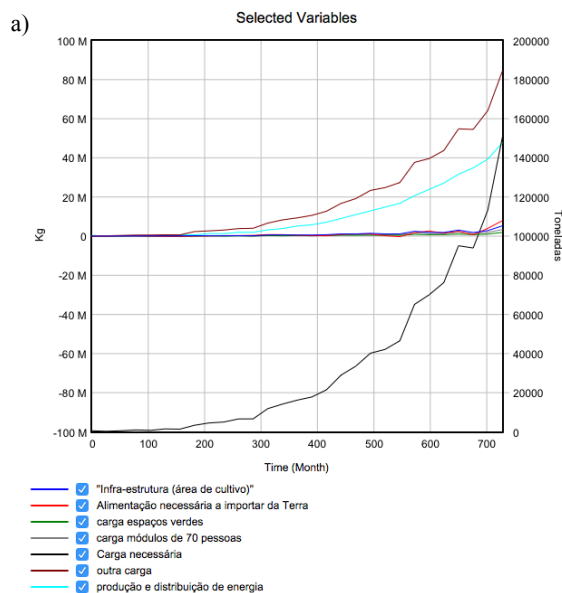 a)
Selected Variables
100 M
80 M
60 M
40 M
20 M
0
-20 M
-40 M
-60 M
-80 M
-100 M
Kg
200000
180000
160000
140000
120000
100000
80000
60000
40000
20000
0
Toneladas
0 100 200 300 400 500 600 700
Time (Month)
"Infra-estrutura (área de cultivo)"
Alimentação necessária a importar da Terra
carga espaços verdes
carga módulos de 70 pessoas
Carga necessária
outra carga
produção e distribuição de energia